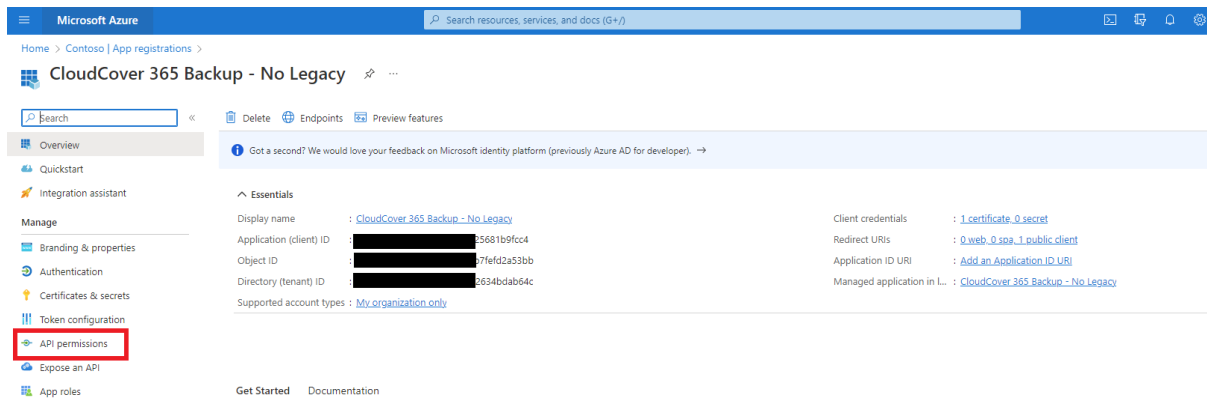 Microsoft Azure
Search resources, services, and docs (G+/)
Home > Contoso | App registrations >
CloudCover 365 Backup - No Legacy ...
Search «
Delete Endpoints Preview features
Overview
Got a second? We would love your feedback on Microsoft identity platform (previously Azure AD for developer). →
Quickstart
Integration assistant
Essentials
Manage
Display name : CloudCover 365 Backup - No Legacy
Client credentials : 1 certificate, 0 secret
Application (client) ID : 25681b9fcc4
Redirect URIs : 0 web, 0 spa, 1 public client
Branding & properties
Object ID : b7fefd2a53bb
Application ID URI : Add an Application ID URI
Authentication
Directory (tenant) ID : 2634bdab64c
Managed application in l... : CloudCover 365 Backup - No Legacy
Certificates & secrets
Supported account types : My organization only
Token configuration
API permissions
Expose an API
App roles
Get Started Documentation